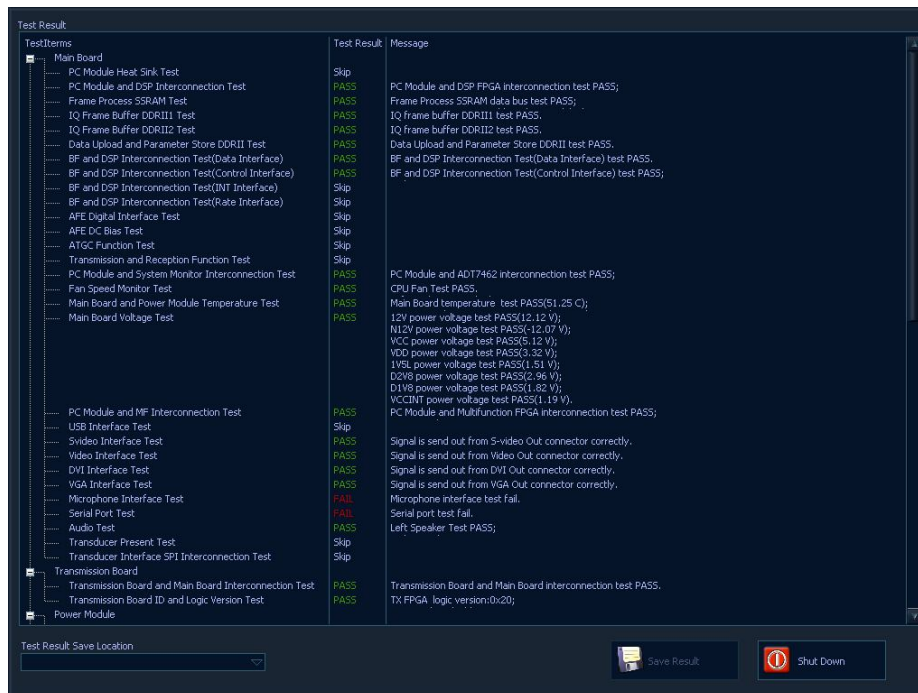 Test Result
TestIterms Test Result Message
Main Board
PC Module Heat Sink Test Skip
PC Module and DSP Interconnection Test PASS PC Module and DSP FPGA interconnection test PASS;
Frame Process SSRAM Test PASS Frame Process SSRAM data bus test PASS;
IQ Frame Buffer DDRII1 Test PASS IQ frame buffer DDRII1 test PASS.
IQ Frame Buffer DDRII2 Test PASS IQ frame buffer DDRII2 test PASS.
Data Upload and Parameter Store DDRII Test PASS Data Upload and Parameter Store DDRII test PASS.
BF and DSP Interconnection Test(Data Interface) PASS BF and DSP Interconnection Test(Data Interface) test PASS.
BF and DSP Interconnection Test(Control Interface) PASS BF and DSP Interconnection Test(Control Interface) test PASS;
BF and DSP Interconnection Test(INT Interface) Skip
BF and DSP Interconnection Test(Rate Interface) Skip
AFE Digital Interface Test Skip
AFE DC Bias Test Skip
ATGC Function Test Skip
Transmission and Reception Function Test Skip
PC Module and System Monitor Interconnection Test PASS PC Module and ADT7462 interconnection test PASS;
Fan Speed Monitor Test PASS CPU Fan Test PASS.
Main Board and Power Module Temperature Test PASS Main Board temperature test PASS(51.25 C);
Main Board Voltage Test PASS 12V power voltage test PASS(12.12 V);
N12V power voltage test PASS(-12.07 V);
VCC power voltage test PASS(5.12 V);
VDD power voltage test PASS(3.32 V);
1V5L power voltage test PASS(1.51 V);
D2V8 power voltage test PASS(2.96 V);
D1V8 power voltage test PASS(1.82 V);
VCCINT power voltage test PASS(1.19 V).
PC Module and MF Interconnection Test PASS PC Module and Multifunction FPGA interconnection test PASS;
USB Interface Test Skip
Svideo Interface Test PASS Signal is send out from S-video Out connector correctly.
Video Interface Test PASS Signal is send out from Video Out connector correctly.
DVI Interface Test PASS Signal is send out from DVI Out connector correctly.
VGA Interface Test PASS Signal is send out from VGA Out connector correctly.
Microphone Interface Test FAIL Microphone interface test fail.
Serial Port Test FAIL Serial port test fail.
Audio Test PASS Left Speaker Test PASS;
Transducer Present Test Skip
Transducer Interface SPI Interconnection Test Skip
Transmission Board
Transmission Board and Main Board Interconnection Test PASS Transmission Board and Main Board interconnection test PASS.
Transmission Board ID and Logic Version Test PASS TX FPGA logic version:0x20;
Power Module
Test Result Save Location
Save Result Shut Down